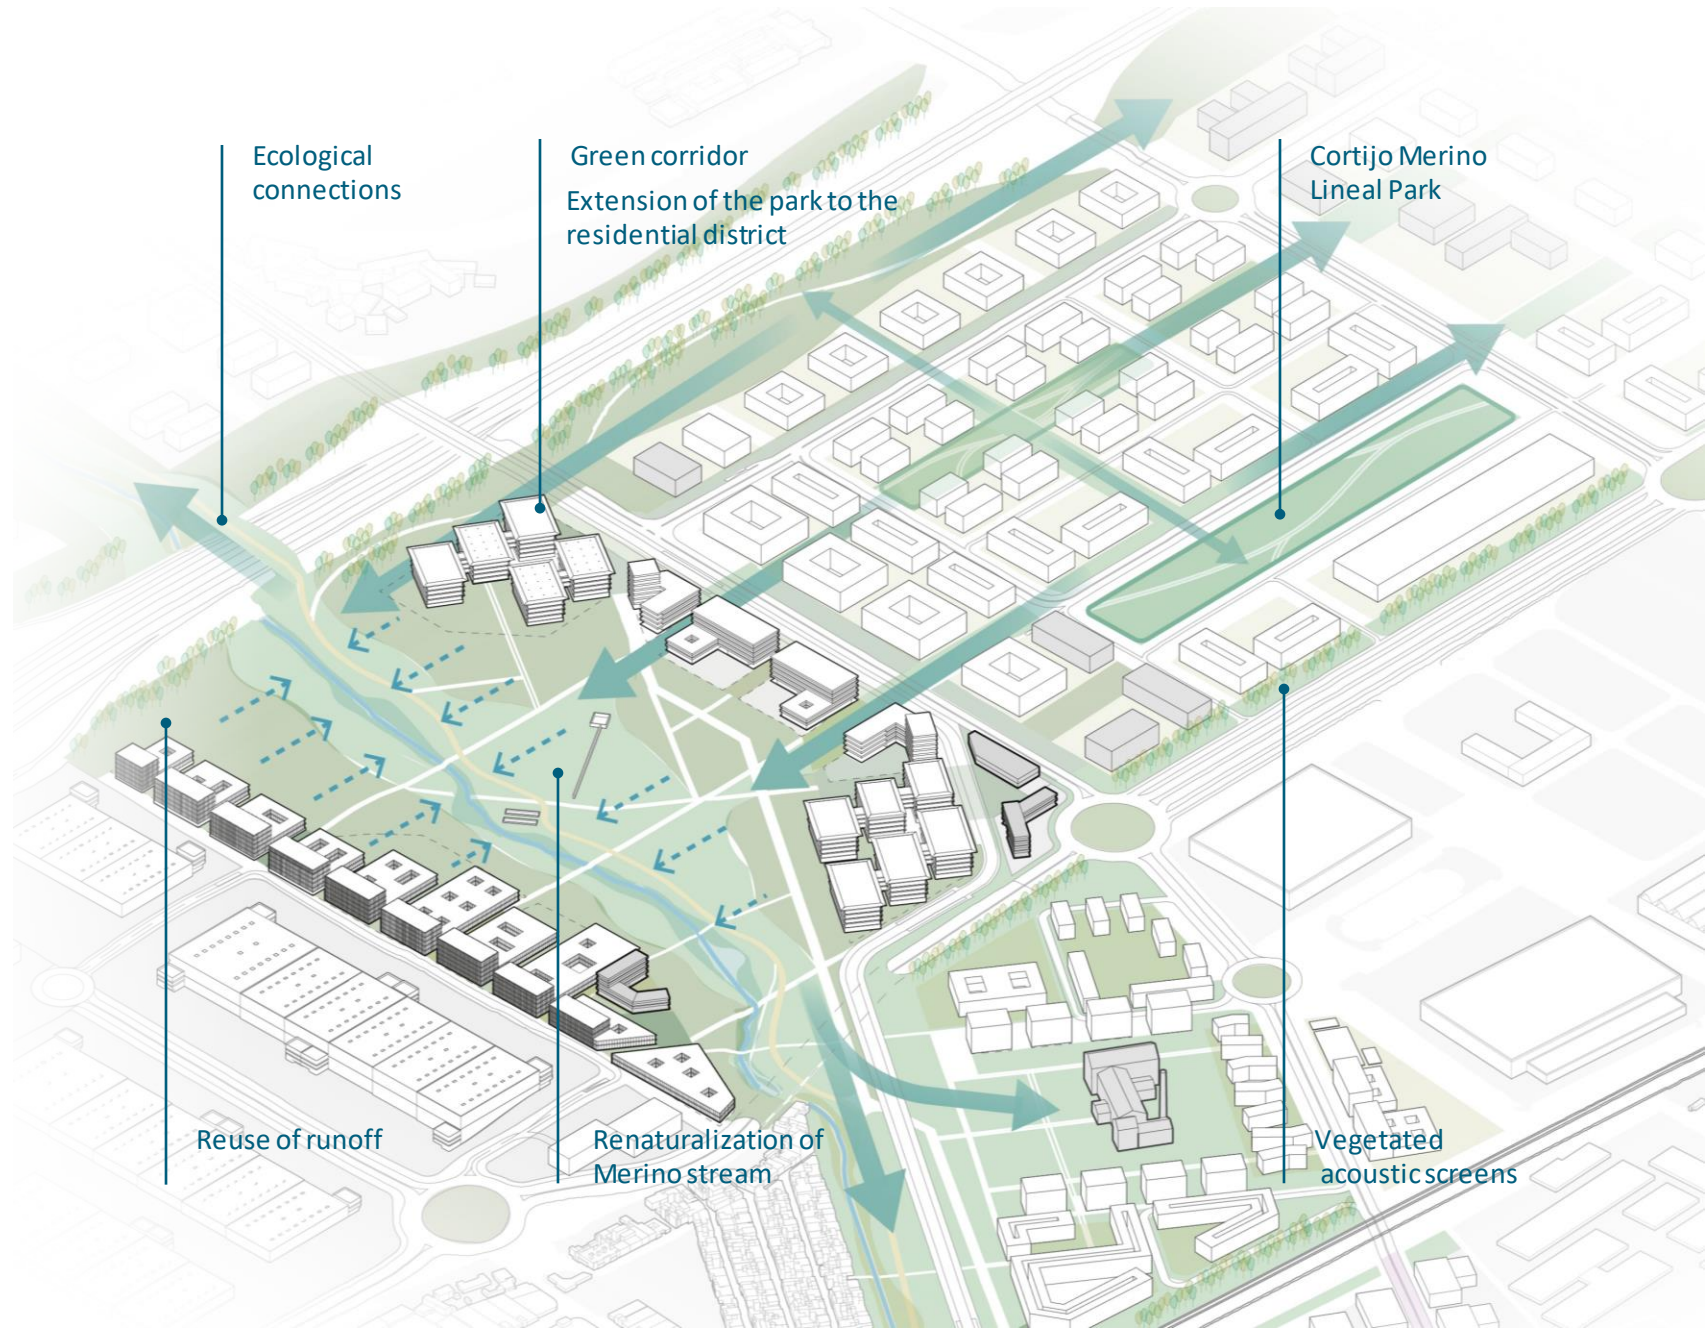 Ecological
connections
Green corridor
Extension of the park to the
residential district
Cortijo Merino
Lineal Park
Reuse of runoff
Renaturalization of
Merino stream
Vegetated
acoustic screens